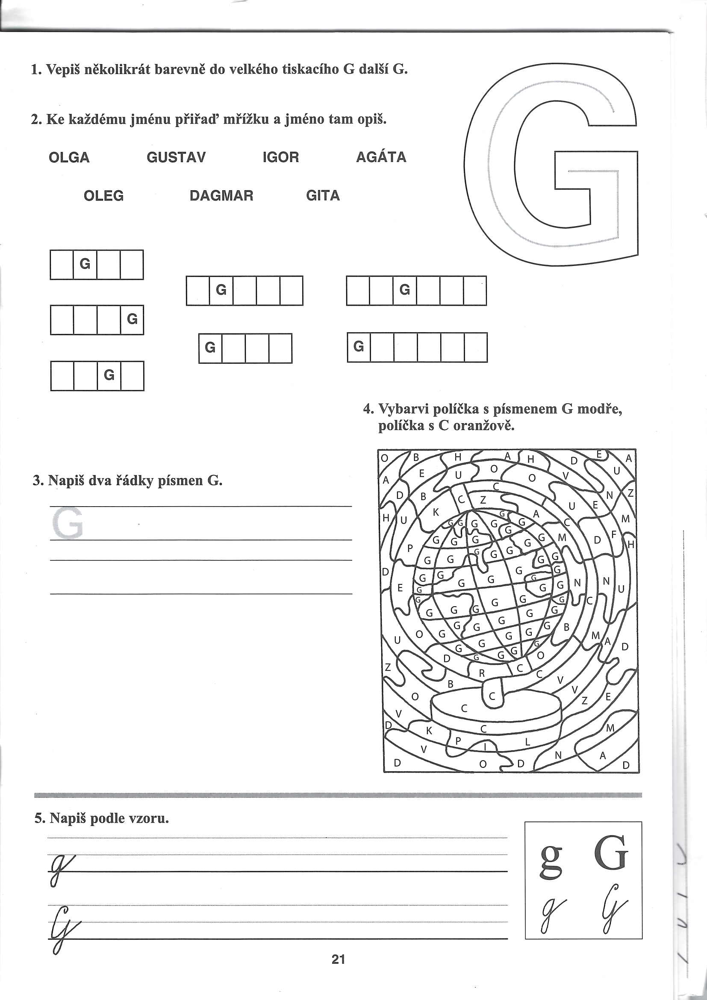 1. Vepiš několikrát barevně do velkého tiskacího G další G.
G
2. Ke každému jménu přiřaď mřížku a jméno tam opiš.
OLGA GUSTAV IGOR AGÁTA
OLEG DAGMAR GITA
G
G G
G
G G
G
4. Vybarvi políčka s písmenem G modře,
políčka s C oranžově.
3. Napiš dva řádky písmen G.
G
O B H A H D E A
A E U O O V U
D B C C Z N Z
H U K G A U E M
G G G G G G C
P G G G G G G M D F H
G G G G G G G
D G G G G G G
E G G G G G N N U
G G G G G G C
G G G G
U O G G G G G G B M A D
G G G G G
Z D G G G C O
R C V
B C V
O C Z E
V C
D K C M
V P I L
D O D N A D
5. Napiš podle vzoru.
g G
g
g G
G
21